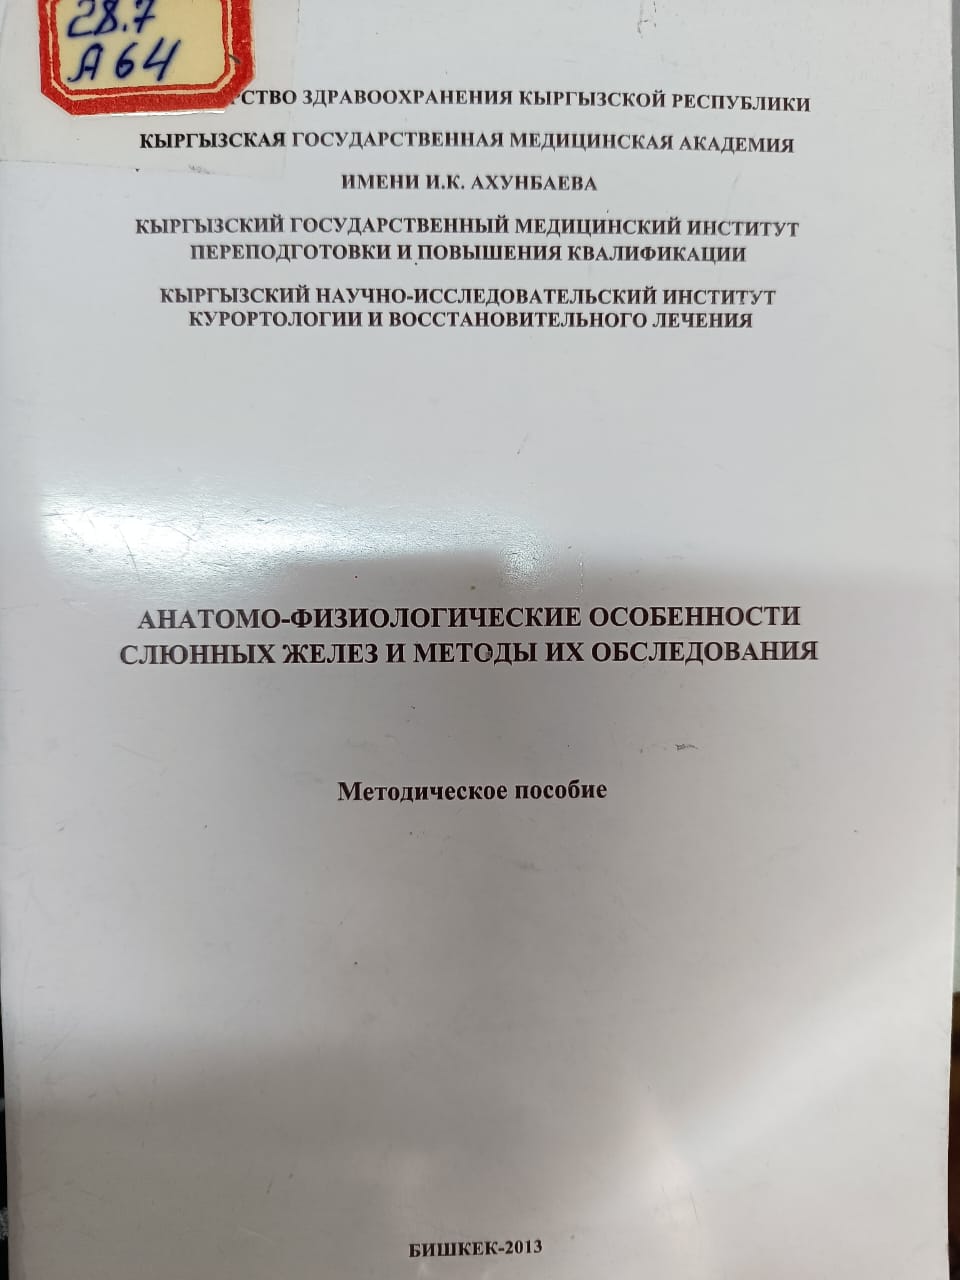 28.7
А64
РСТВО ЗДРАВООХРАНЕНИЯ КЫРГЫЗСКОЙ РЕСПУБЛИКИ
КЫРГЫЗСКАЯ ГОСУДАРСТВЕННАЯ МЕДИЦИНСКАЯ АКАДЕМИЯ
ИМЕНИ И.К. АХУНБАЕВА
КЫРГЫЗСКИЙ ГОСУДАРСТВЕННЫЙ МЕДИЦИНСКИЙ ИНСТИТУТ
ПЕРЕПОДГОТОВКИ И ПОВЫШЕНИЯ КВАЛИФИКАЦИИ
КЫРГЫЗСКИЙ НАУЧНО-ИССЛЕДОВАТЕЛЬСКИЙ ИНСТИТУТ
КУРОРТОЛОГИИ И ВОССТАНОВИТЕЛЬНОГО ЛЕЧЕНИЯ
АНАТОМО-ФИЗИОЛОГИЧЕСКИЕ ОСОБЕННОСТИ
СЛЮННЫХ ЖЕЛЕЗ И МЕТОДЫ ИХ ОБСЛЕДОВАНИЯ
Методическое пособие
БИШКЕК-2013